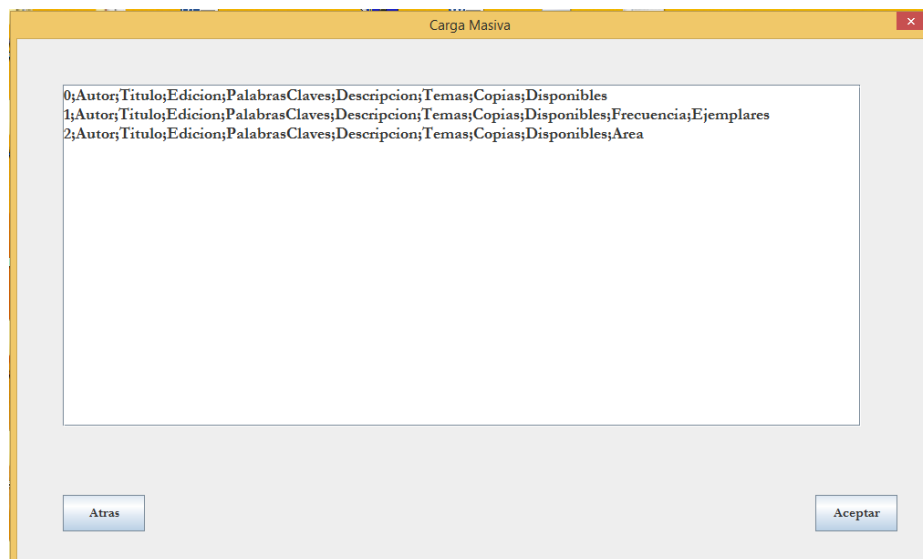 Carga Masiva
0;Autor;Titulo;Edicion;PalabrasClaves;Descripcion;Temas;Copias;Disponibles
1;Autor;Titulo;Edicion;PalabrasClaves;Descripcion;Temas;Copias;Disponibles;Frecuencia;Ejemplares
2;Autor;Titulo;Edicion;PalabrasClaves;Descripcion;Temas;Copias;Disponibles;Area
Atras
Aceptar